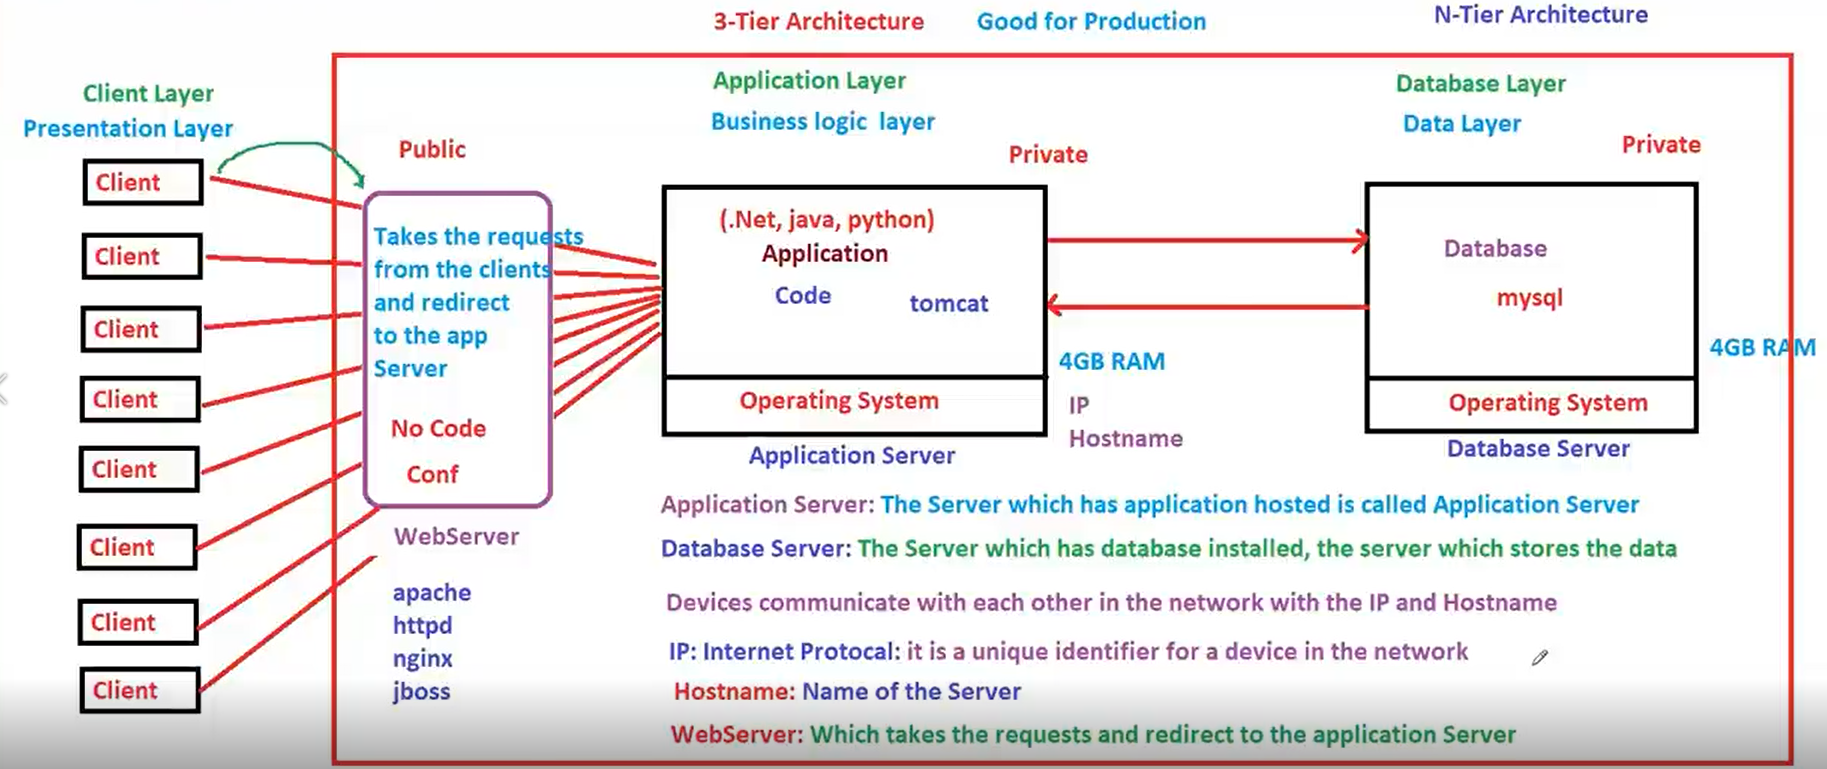 3-Tier Architecture
Good for Production
N-Tier Architecture
Client Layer
Presentation Layer
Client
Client
Client
Client
Client
Client
Client
Client
Public
Takes the requests
from the clients
and redirect
to the app
Server
No Code
Conf
WebServer
apache
httpd
nginx
jboss
Application Layer
Business logic layer
Private
(.Net, java, python)
Application
Code
tomcat
Operating System
Application Server
4GB RAM
IP
Hostname
Database Layer
Data Layer
Private
Database
mysql
Operating System
Database Server
4GB RAM
Application Server: The Server which has application hosted is called Application Server
Database Server: The Server which has database installed, the server which stores the data
Devices communicate with each other in the network with the IP and Hostname
IP: Internet Protocal: it is a unique identifier for a device in the network
Hostname: Name of the Server
WebServer: Which takes the requests and redirect to the application Server